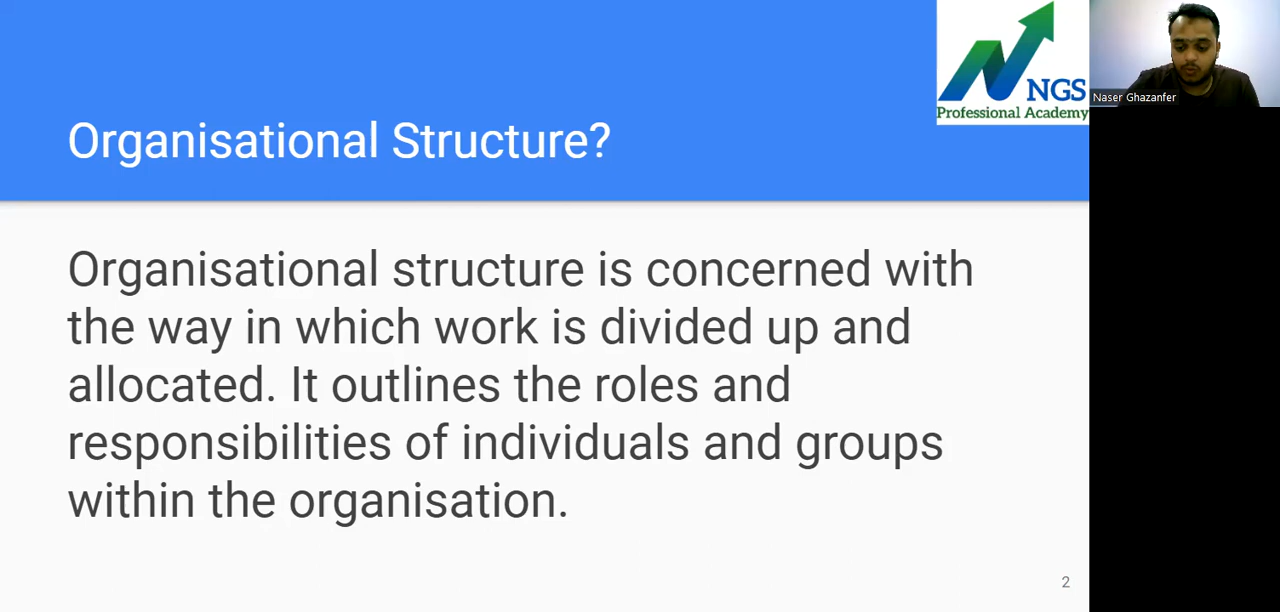 NGS
Professional Academy
Naser Ghazanfer
Organisational Structure?
Organisational structure is concerned with
the way in which work is divided up and
allocated. It outlines the roles and
responsibilities of individuals and groups
within the organisation.
2